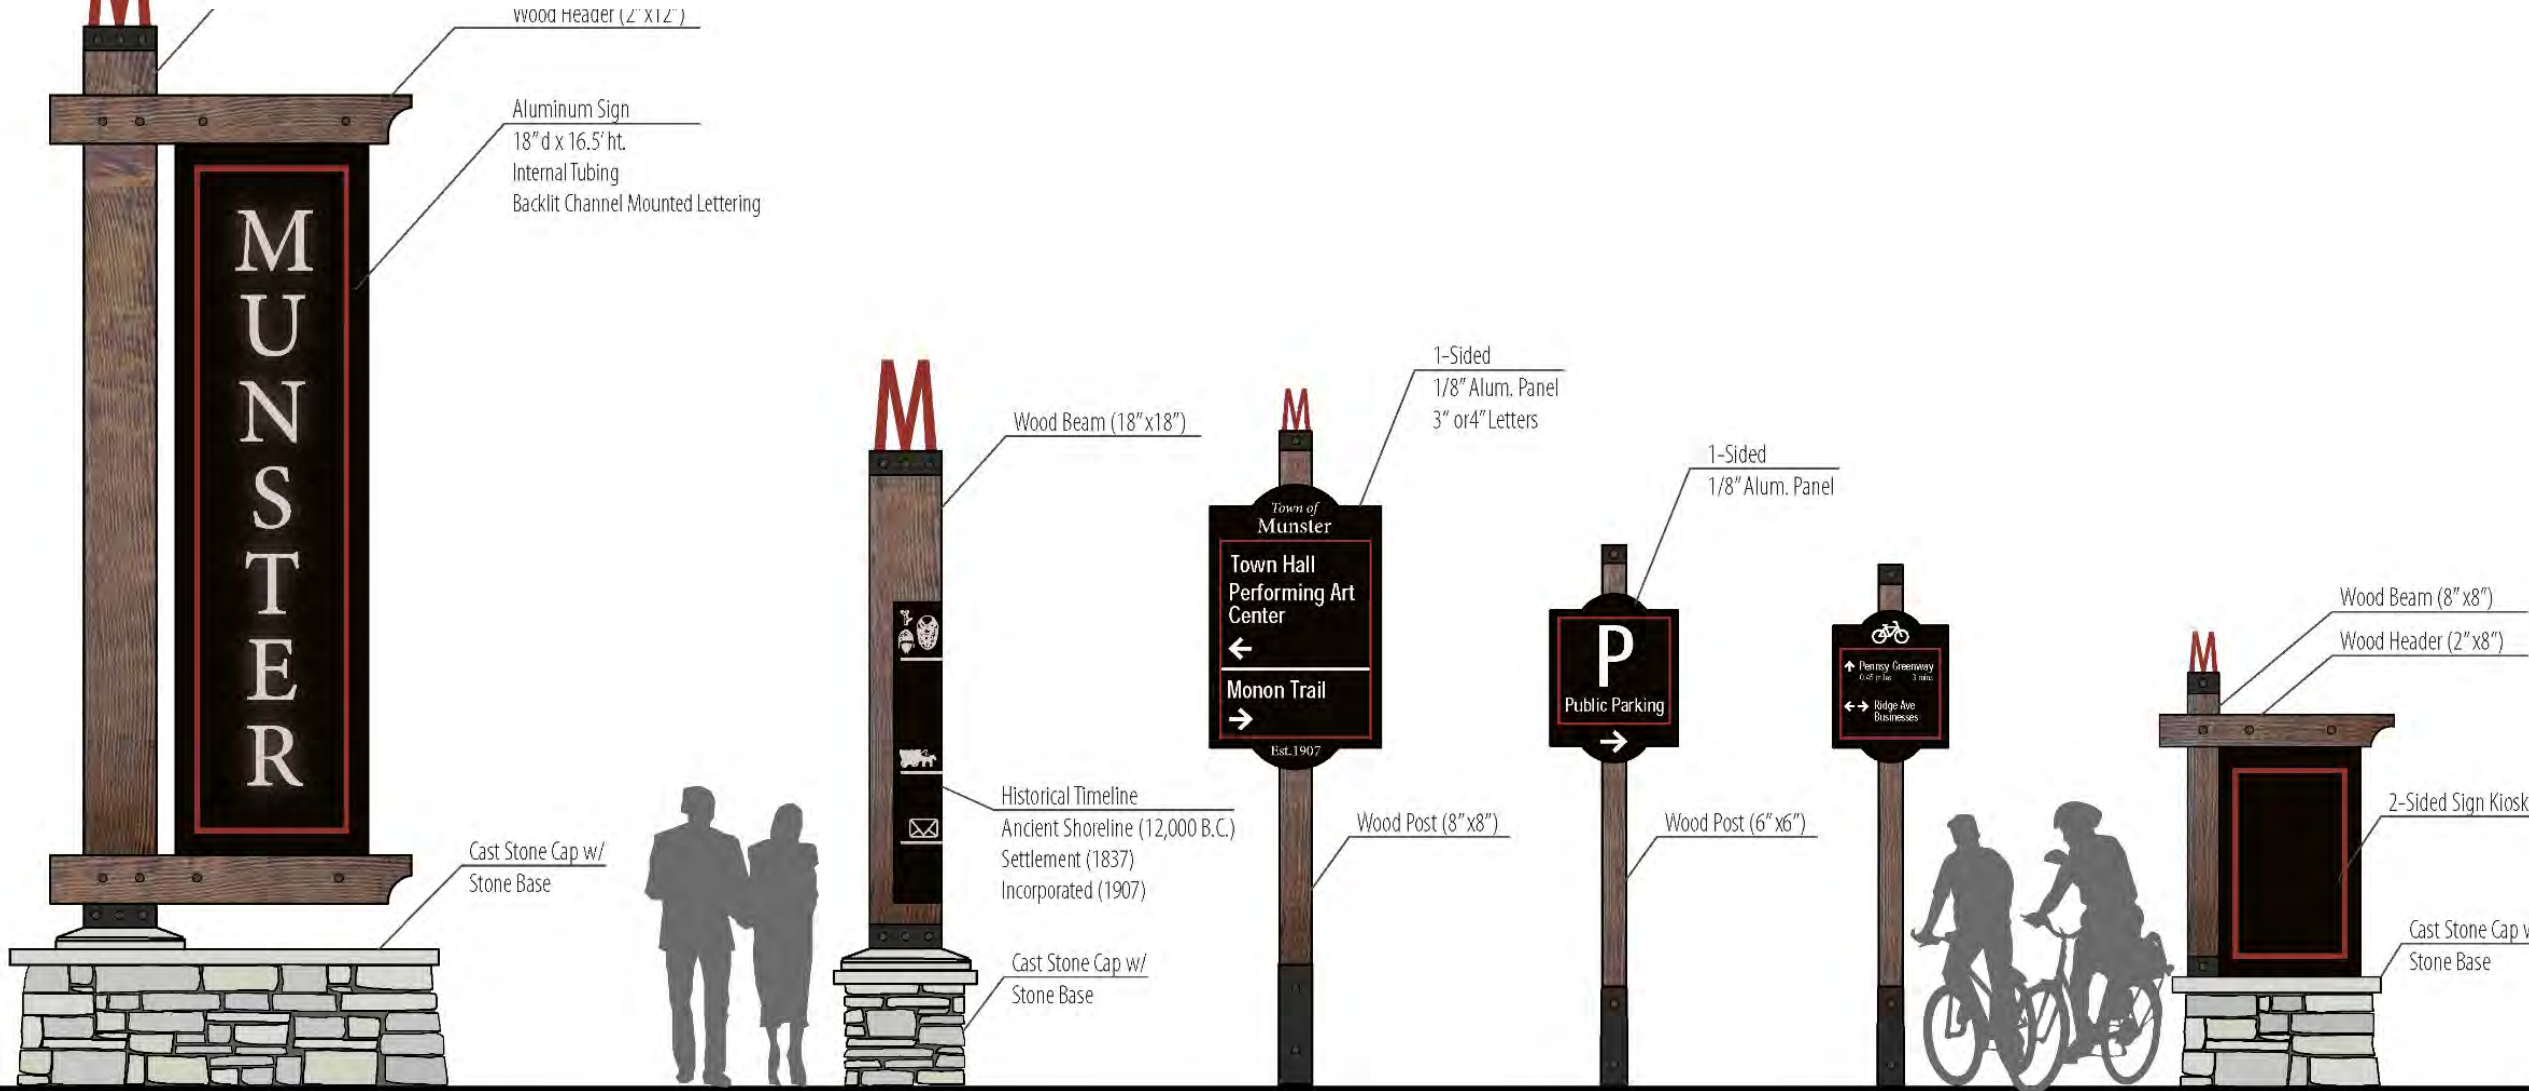 Wood Header (2"x12")
Aluminum Sign
18"d x 16.5' ht.
Internal Tubing
Backlit Channel Mounted Lettering
M
M
U
N
S
T
E
R
Cast Stone Cap w/
Stone Base
M
Wood Beam (18"x18")
Historical Timeline
Ancient Shoreline (12,000 B.C.)
Settlement (1837)
Incorporated (1907)
Cast Stone Cap w/
Stone Base
M
1-Sided
1/8" Alum. Panel
3" or4" Letters
Town of
Munster
Town Hall
Performing Art
Center
←
Monon Trail
→
Est.1907
Wood Post (8"x8")
1-Sided
1/8" Alum. Panel
P
Public Parking
→
Wood Post (6"x6")
↑ Pennsy Greenway
0.45 miles 3 mins.
←→ Ridge Ave
Businesses
M
Wood Beam (8"x8")
Wood Header (2"x8")
2-Sided Sign Kiosk
Cast Stone Cap
Stone Base